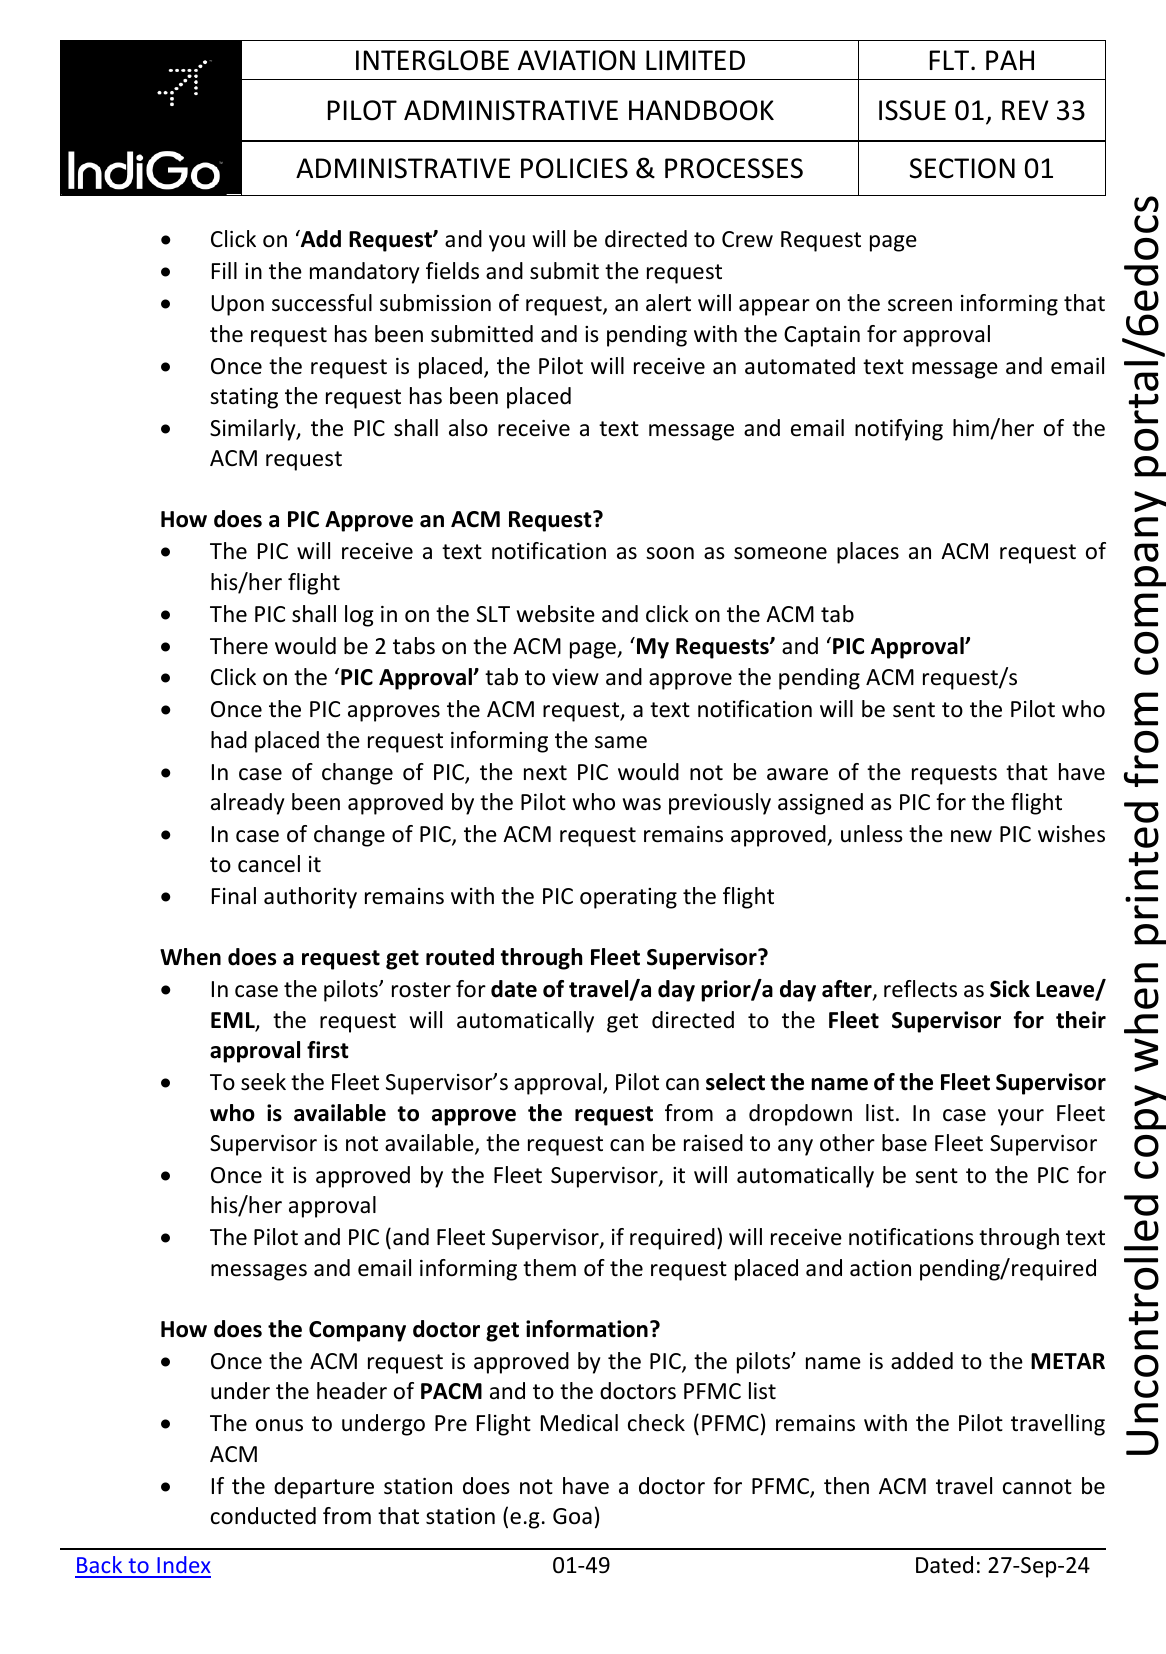 IndiGo
INTERGLOBE AVIATION LIMITED
FLT. PAH
PILOT ADMINISTRATIVE HANDBOOK
ISSUE 01, REV 33
ADMINISTRATIVE POLICIES & PROCESSES
SECTION 01
• Click on ‘Add Request’ and you will be directed to Crew Request page
• Fill in the mandatory fields and submit the request
• Upon successful submission of request, an alert will appear on the screen informing that
the request has been submitted and is pending with the Captain for approval
• Once the request is placed, the Pilot will receive an automated text message and email
stating the request has been placed
• Similarly, the PIC shall also receive a text message and email notifying him/her of the
ACM request
How does a PIC Approve an ACM Request?
• The PIC will receive a text notification as soon as someone places an ACM request of
his/her flight
• The PIC shall log in on the SLT website and click on the ACM tab
• There would be 2 tabs on the ACM page, ‘My Requests’ and ‘PIC Approval’
• Click on the ‘PIC Approval’ tab to view and approve the pending ACM request/s
• Once the PIC approves the ACM request, a text notification will be sent to the Pilot who
had placed the request informing the same
• In case of change of PIC, the next PIC would not be aware of the requests that have
already been approved by the Pilot who was previously assigned as PIC for the flight
• In case of change of PIC, the ACM request remains approved, unless the new PIC wishes
to cancel it
• Final authority remains with the PIC operating the flight
When does a request get routed through Fleet Supervisor?
• In case the pilots’ roster for date of travel/a day prior/a day after, reflects as Sick Leave/
EML, the request will automatically get directed to the Fleet Supervisor for their
approval first
• To seek the Fleet Supervisor’s approval, Pilot can select the name of the Fleet Supervisor
who is available to approve the request from a dropdown list. In case your Fleet
Supervisor is not available, the request can be raised to any other base Fleet Supervisor
• Once it is approved by the Fleet Supervisor, it will automatically be sent to the PIC for
his/her approval
• The Pilot and PIC (and Fleet Supervisor, if required) will receive notifications through text
messages and email informing them of the request placed and action pending/required
How does the Company doctor get information?
• Once the ACM request is approved by the PIC, the pilots’ name is added to the METAR
under the header of PACM and to the doctors PFMC list
• The onus to undergo Pre Flight Medical check (PFMC) remains with the Pilot travelling
ACM
• If the departure station does not have a doctor for PFMC, then ACM travel cannot be
conducted from that station (e.g. Goa)
Back to Index
01-49
Dated: 27-Sep-24
Uncontrolled copy when printed from company portal/6edocs